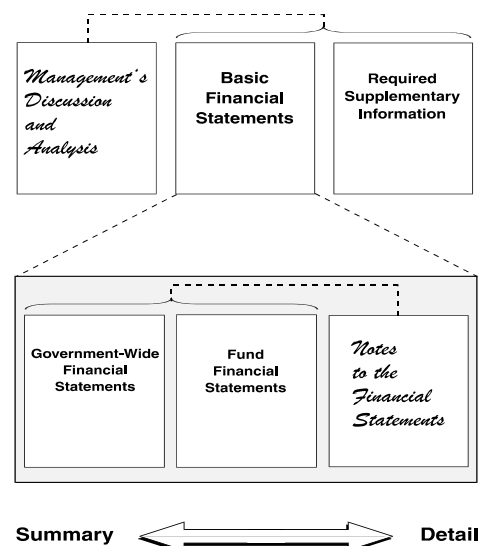 Management's
Discussion
and
Analysis
Basic
Financial
Statements
Required
Supplementary
Information
Government-Wide
Financial
Statements
Fund
Financial
Statements
Notes
to the
Financial
Statements
Summary
Detail